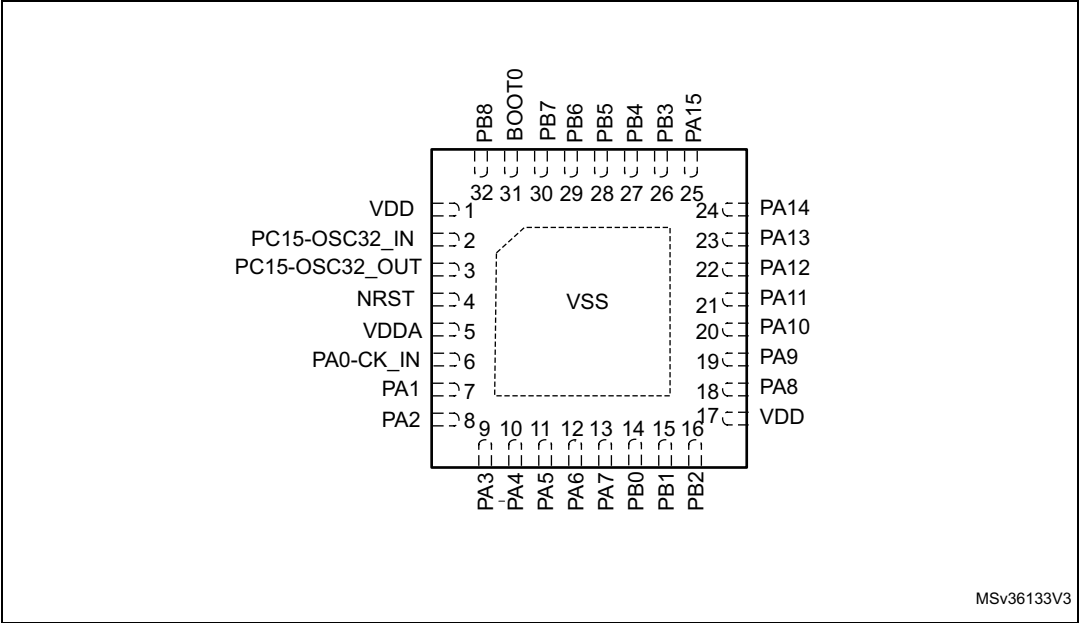 PB8
BOOT0
PB7
PB6
PB5
PB4
PB3
PA15
32 31 30 29 28 27 26 25
VDD 1
PC15-OSC32_IN 2
PC15-OSC32_OUT 3
NRST 4
VDDA 5
PA0-CK_IN 6
PA1 7
PA2 8
VSS
24 PA14
23 PA13
22 PA12
21 PA11
20 PA10
19 PA9
18 PA8
17 VDD
9 10 11 12 13 14 15 16
PA3
PA4
PA5
PA6
PA7
PB0
PB1
PB2
MSv36133V3